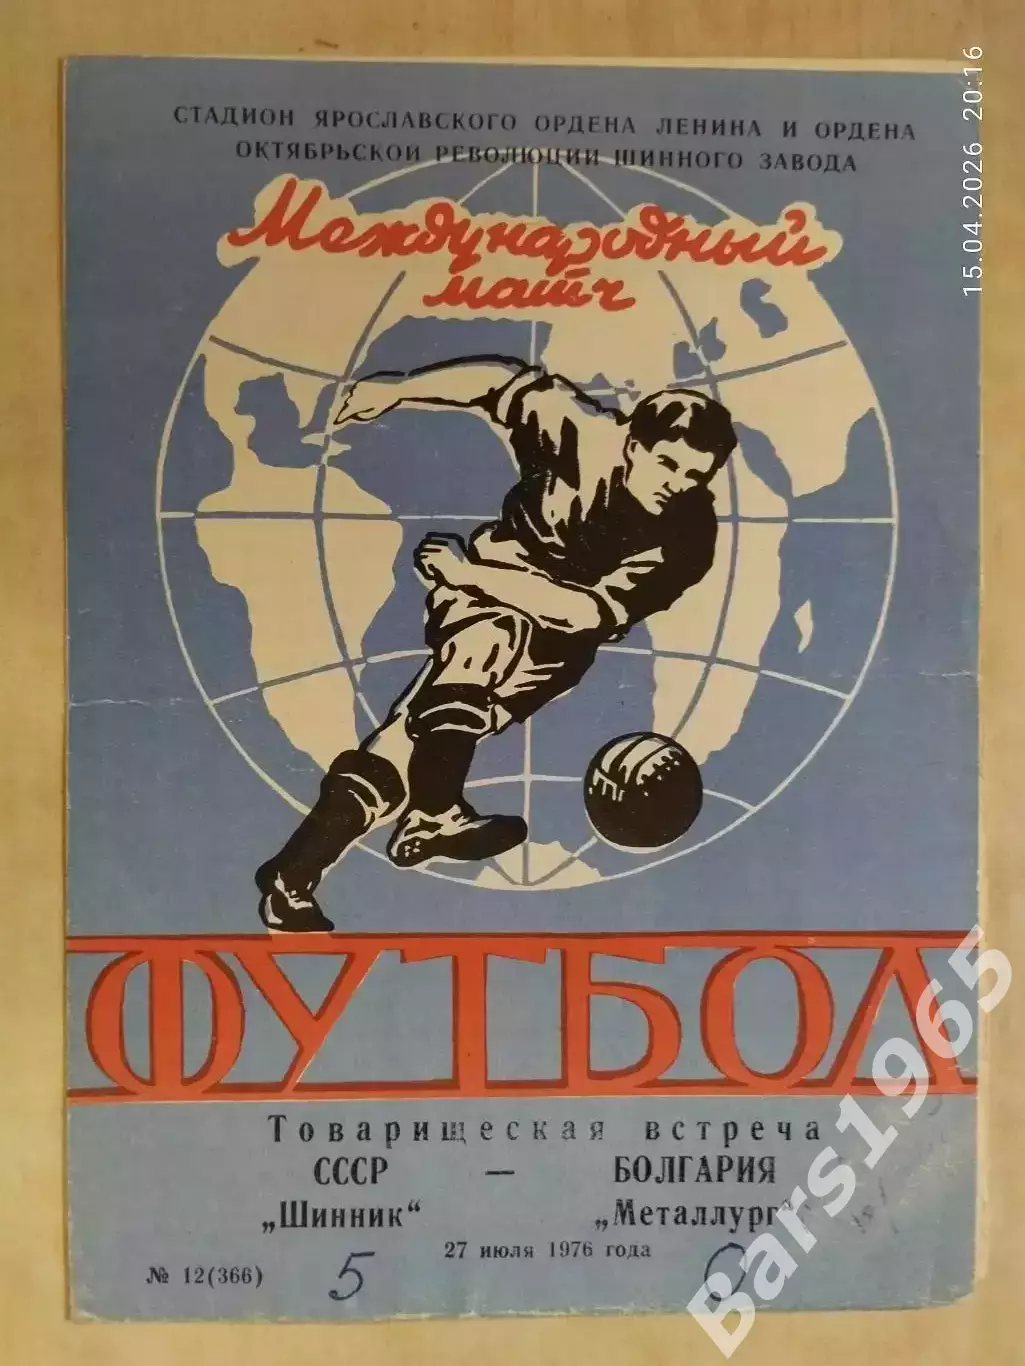 СТАДИОН ЯРОСЛАВСКОГО ОРДЕНА ЛЕНИНА И ОРДЕНА
ОКТЯБРЬСКОЙ РЕВОЛЮЦИИ ШИННОГО ЗАВОДА
Международный
матч
ФУТБОЛ
Товарищеская встреча
СССР — БОЛГАРИЯ
„Шинник“ „Металлург“
27 июля 1976 года
№ 12(366) 5 0
15.04.2026 20:16
Bars1965